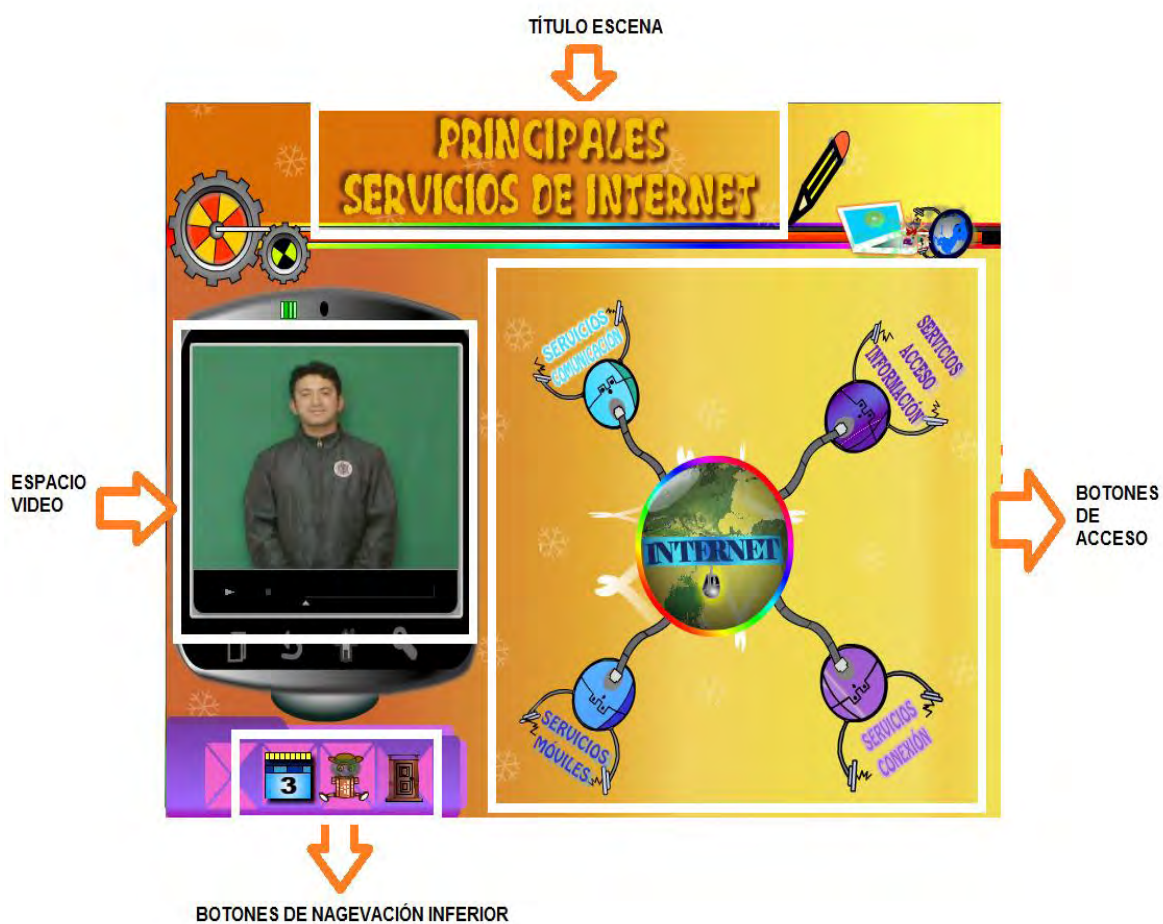 TÍTULO ESCENA
PRINCIPALES
SERVICIOS DE INTERNET
SERVICIOS
COMUNICACIÓN
SERVICIOS
ACCESO
INFORMACIÓN
ESPACIO
VIDEO
INTERNET
BOTONES
DE
ACCESO
SERVICIOS
MÓVILES..
SERVICIOS
CONEXIÓN
3
BOTONES DE NAGEVACIÓN INFERIOR